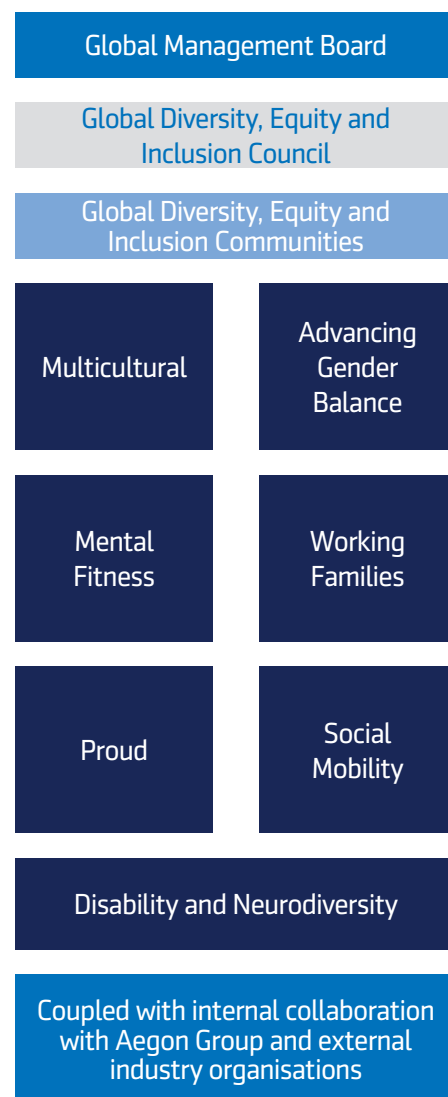 Global Management Board
Global Diversity, Equity and
Inclusion Council
Global Diversity, Equity and
Inclusion Communities
Multicultural
Advancing
Gender
Balance
Mental
Fitness
Working
Families
Proud
Social
Mobility
Disability and Neurodiversity
Coupled with internal collaboration
with Aegon Group and external
industry organisations